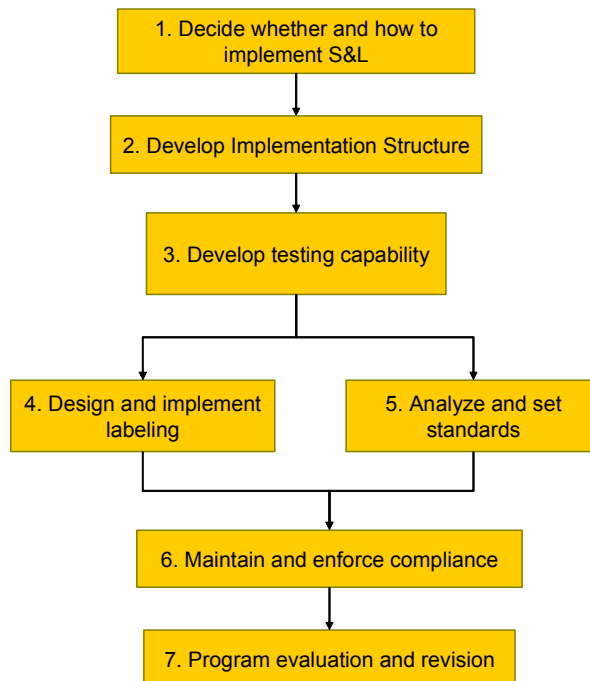 1. Decide whether and how to
implement S&L
2. Develop Implementation Structure
3. Develop testing capability
4. Design and implement
labeling
5. Analyze and set
standards
6. Maintain and enforce compliance
7. Program evaluation and revision